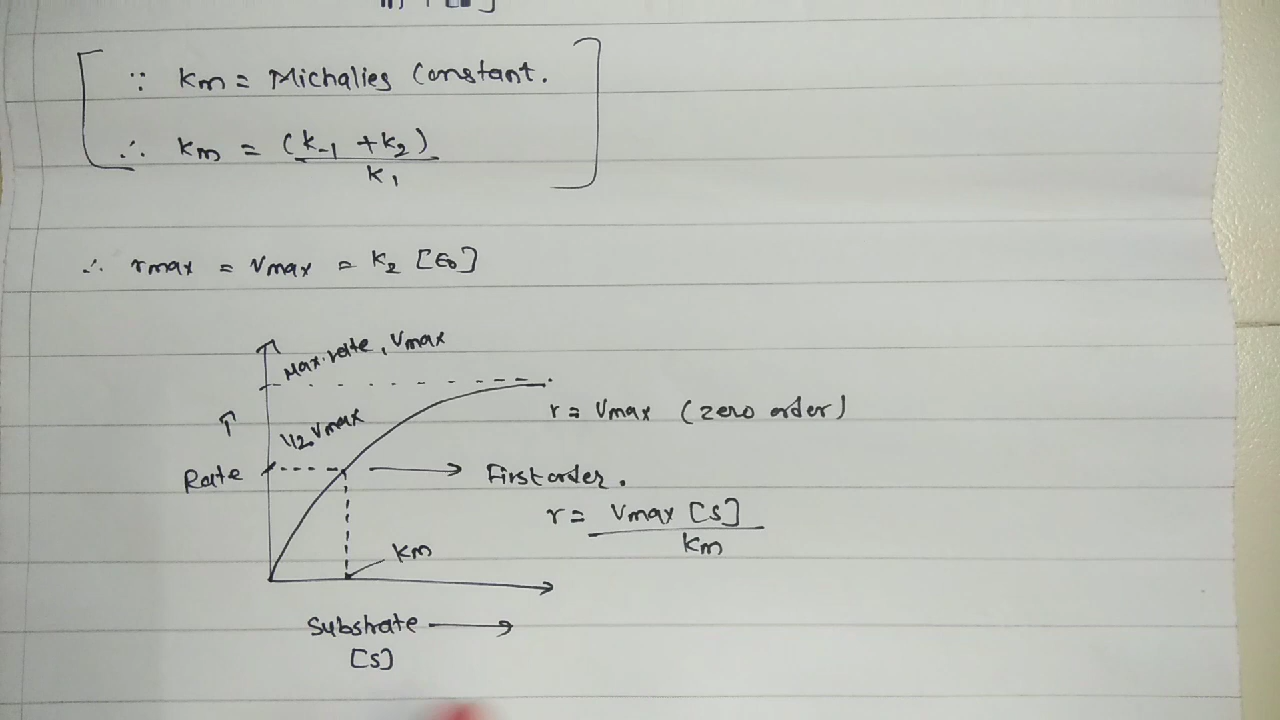 ∵ Km = Michalies Constant.
∴ Km = (K-1 + K2)
K1
∴ rmax = Vmax = K2 [E0]
Max. rate, Vmax
r = Vmax (zero order)
1/2 Vmax
Rate
First order.
r = Vmax [S]
Km
Km
Substrate
[S]